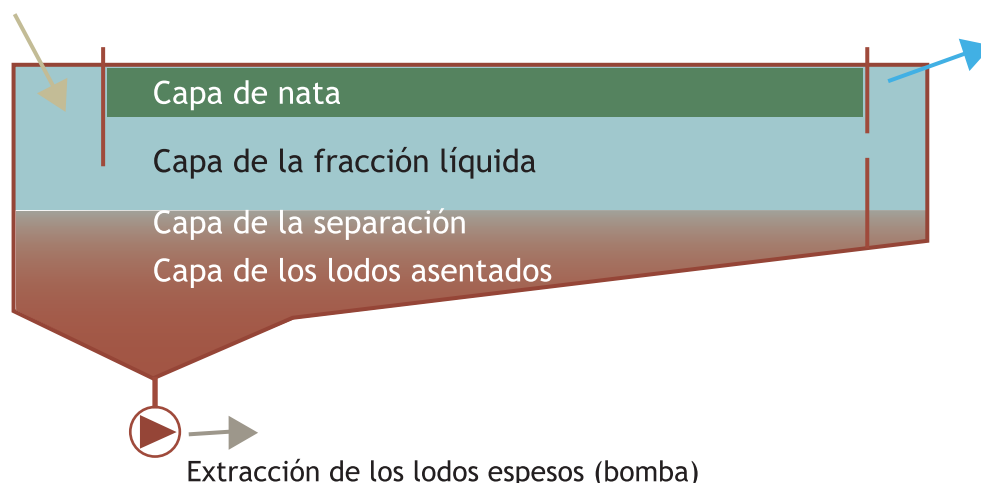 Capa de nata
Capa de la fracción líquida
Capa de la separación
Capa de los lodos asentados
Extracción de los lodos espesos (bomba)